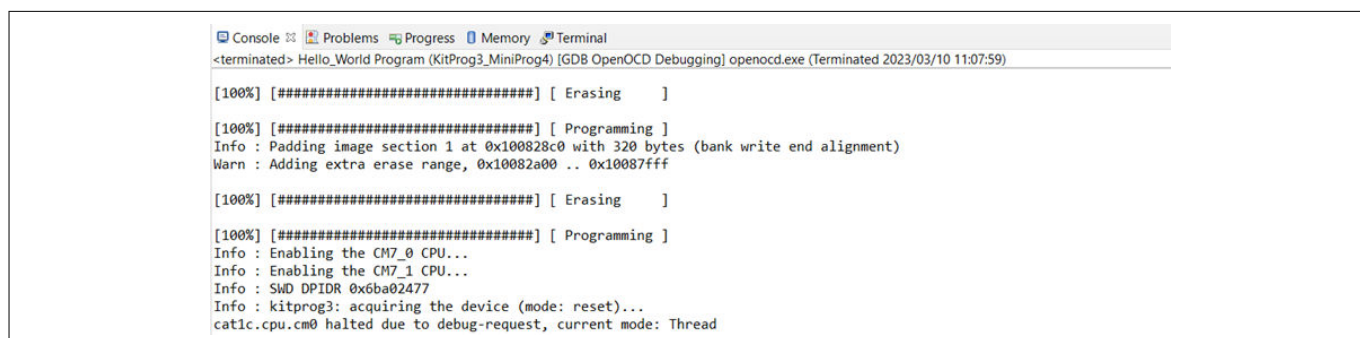 Console Problems Progress Memory Terminal
<terminated> Hello_World Program (KitProg3_MiniProg4) [GDB OpenOCD Debugging] openocd.exe (Terminated 2023/03/10 11:07:59)
[100%] [################################] [ Erasing     ]
[100%] [################################] [ Programming ]
Info : Padding image section 1 at 0x100828c0 with 320 bytes (bank write end alignment)
Warn : Adding extra erase range, 0x10082a00 .. 0x10087fff
[100%] [################################] [ Erasing     ]
[100%] [################################] [ Programming ]
Info : Enabling the CM7_0 CPU...
Info : Enabling the CM7_1 CPU...
Info : SWD DPIDR 0x6ba02477
Info : kitprog3: acquiring the device (mode: reset)...
cat1c.cpu.cm0 halted due to debug-request, current mode: Thread